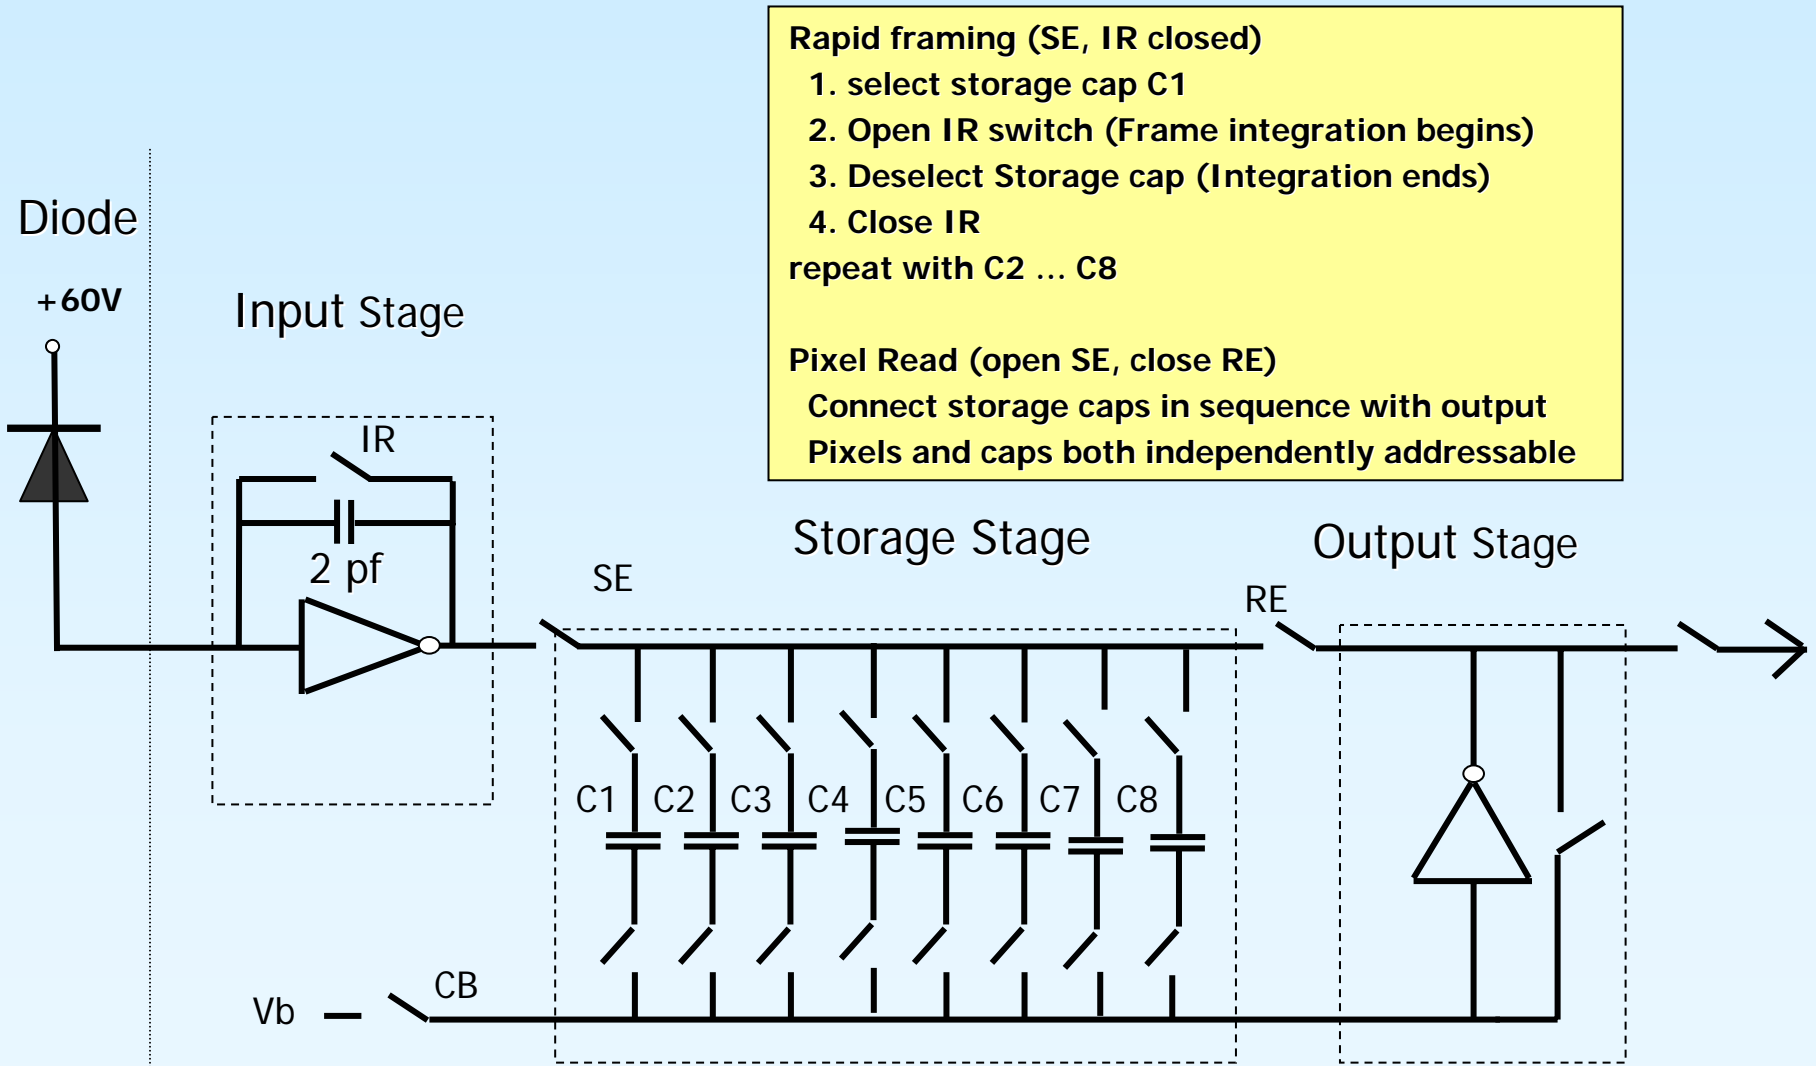 Rapid framing (SE, IR closed)
1. select storage cap C1
2. Open IR switch (Frame integration begins)
3. Deselect Storage cap (Integration ends)
4. Close IR
repeat with C2 ... C8
Pixel Read (open SE, close RE)
Connect storage caps in sequence with output
Pixels and caps both independently addressable
Diode
+60V
Input Stage
IR
2 pf
Storage Stage
Output Stage
SE
RE
C1 C2 C3 C4 C5 C6 C7 C8
CB
Vb